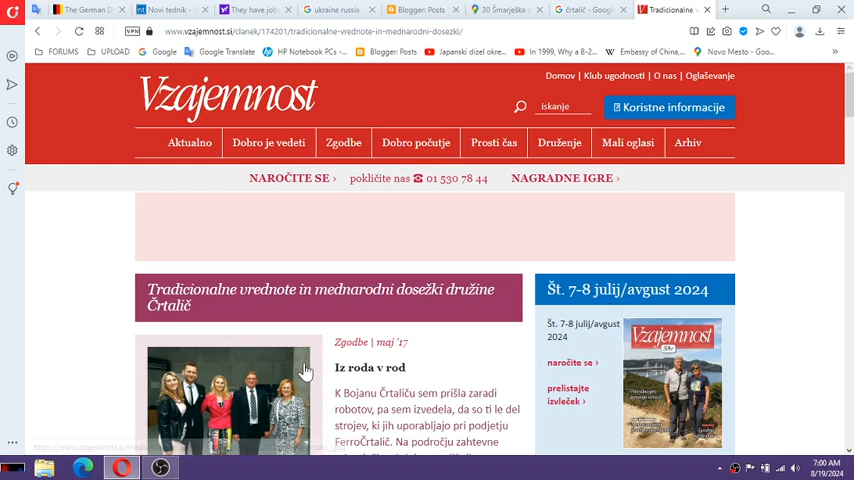 The German D
Novi tednik -
They have job
ukraine russia
Blogger: Posts
30 Šmarješka
črtalič - Goog
Tradicionalne
VPN www.vzajemnost.si/clanek/174201/tradicionalne-vrednote-in-mednarodni-dosezki/
FORUMS UPLOAD Google Google Translate HP Notebook PCs -... Blogger: Posts Japanski dizel okre... In 1999, Why a B-2... Embassy of China,... Novo Mesto - Goo...
Domov | Klub ugodnosti | O nas | Oglaševanje
Vzajemnost
iskanje
Koristne informacije
Aktualno Dobro je vedeti Zgodbe Dobro počutje Prosti čas Druženje Mali oglasi Arhiv
NAROČITE SE › pokličite nas ☎ 01 530 78 44 NAGRADNE IGRE ›
Tradicionalne vrednote in mednarodni dosežki družine
Črtalič
Zgodbe | maj '17
Iz roda v rod
K Bojanu Črtaliču sem prišla zaradi
robotov, pa sem izvedela, da so ti le del
strojev, ki jih uporabljajo pri podjetju
FerroČrtalič. Na področju zahtevne
Št. 7-8 julij/avgust 2024
Št. 7-8 julij/avgust
2024
naročite se ›
prelistajte
izvleček ›
Vzajemnost
7:00 AM
8/19/2024